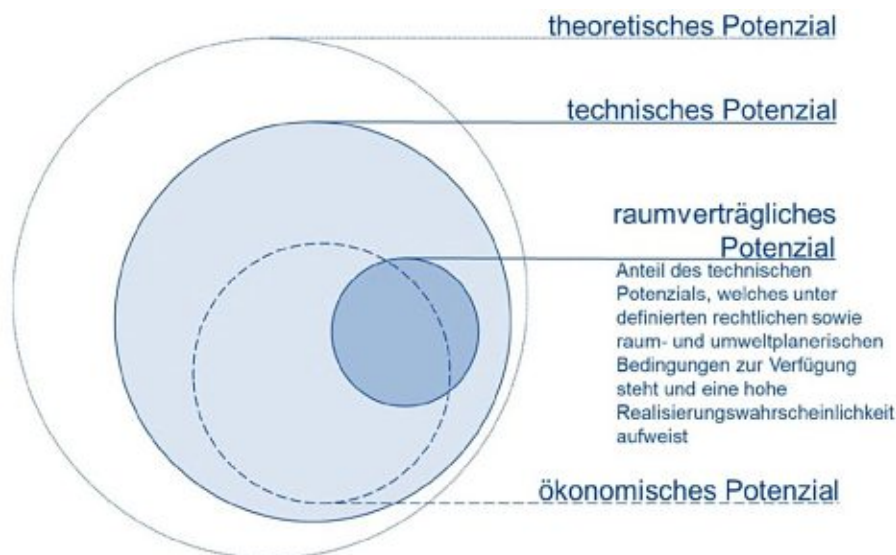 theoretisches Potenzial
technisches Potenzial
raumverträgliches
Potenzial
Anteil des technischen
Potenzials, welches unter
definierten rechtlichen sowie
raum- und umweltplanerischen
Bedingungen zur Verfügung
steht und eine hohe
Realisierungswahrscheinlichkeit
aufweist
ökonomisches Potenzial